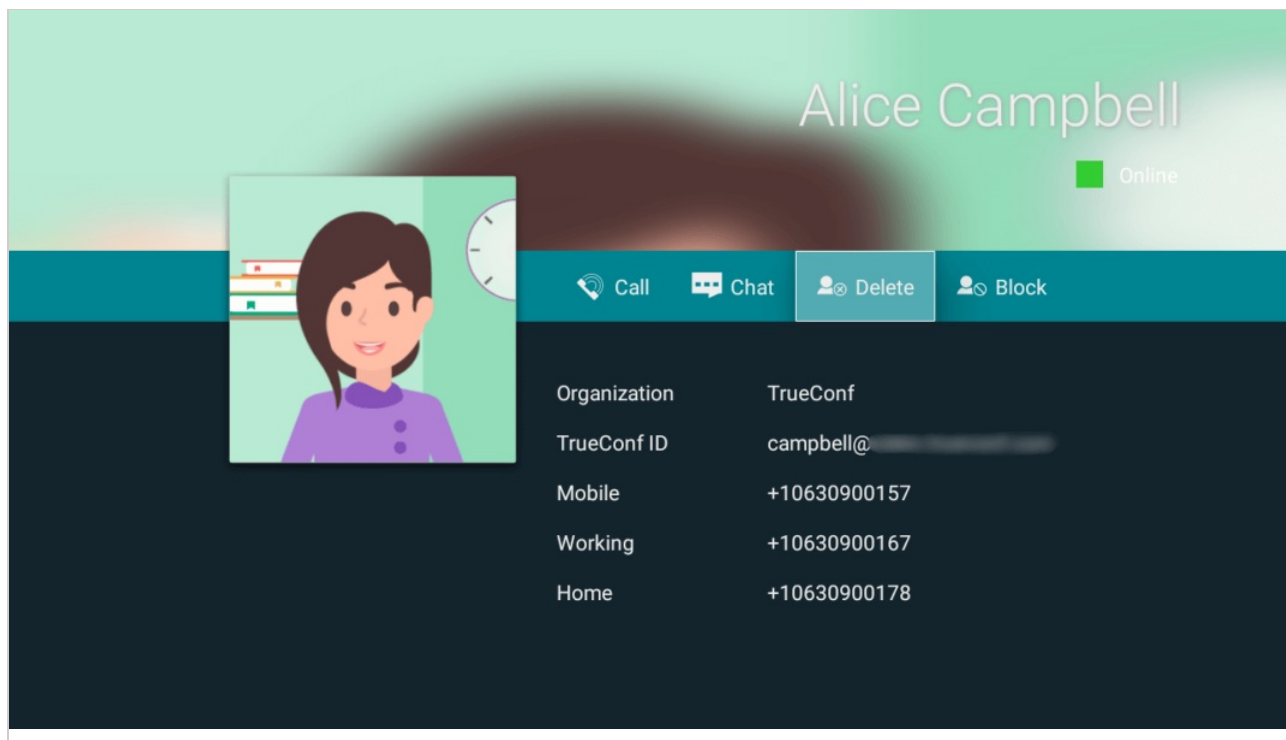 Alice Campbell
Online
Call Chat Delete Block
Organization TrueConf
TrueConf ID campbell@
Mobile +10630900157
Working +10630900167
Home +10630900178